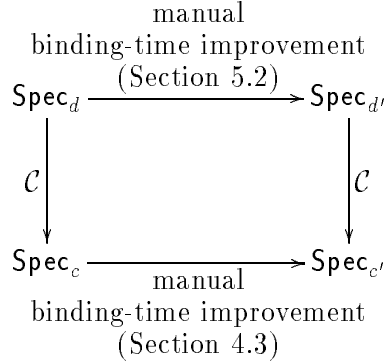 manual
binding-time improvement
(Section 5.2)
Spec_d Spec_d'
C C
Spec_c Spec_c'
manual
binding-time improvement
(Section 4.3)